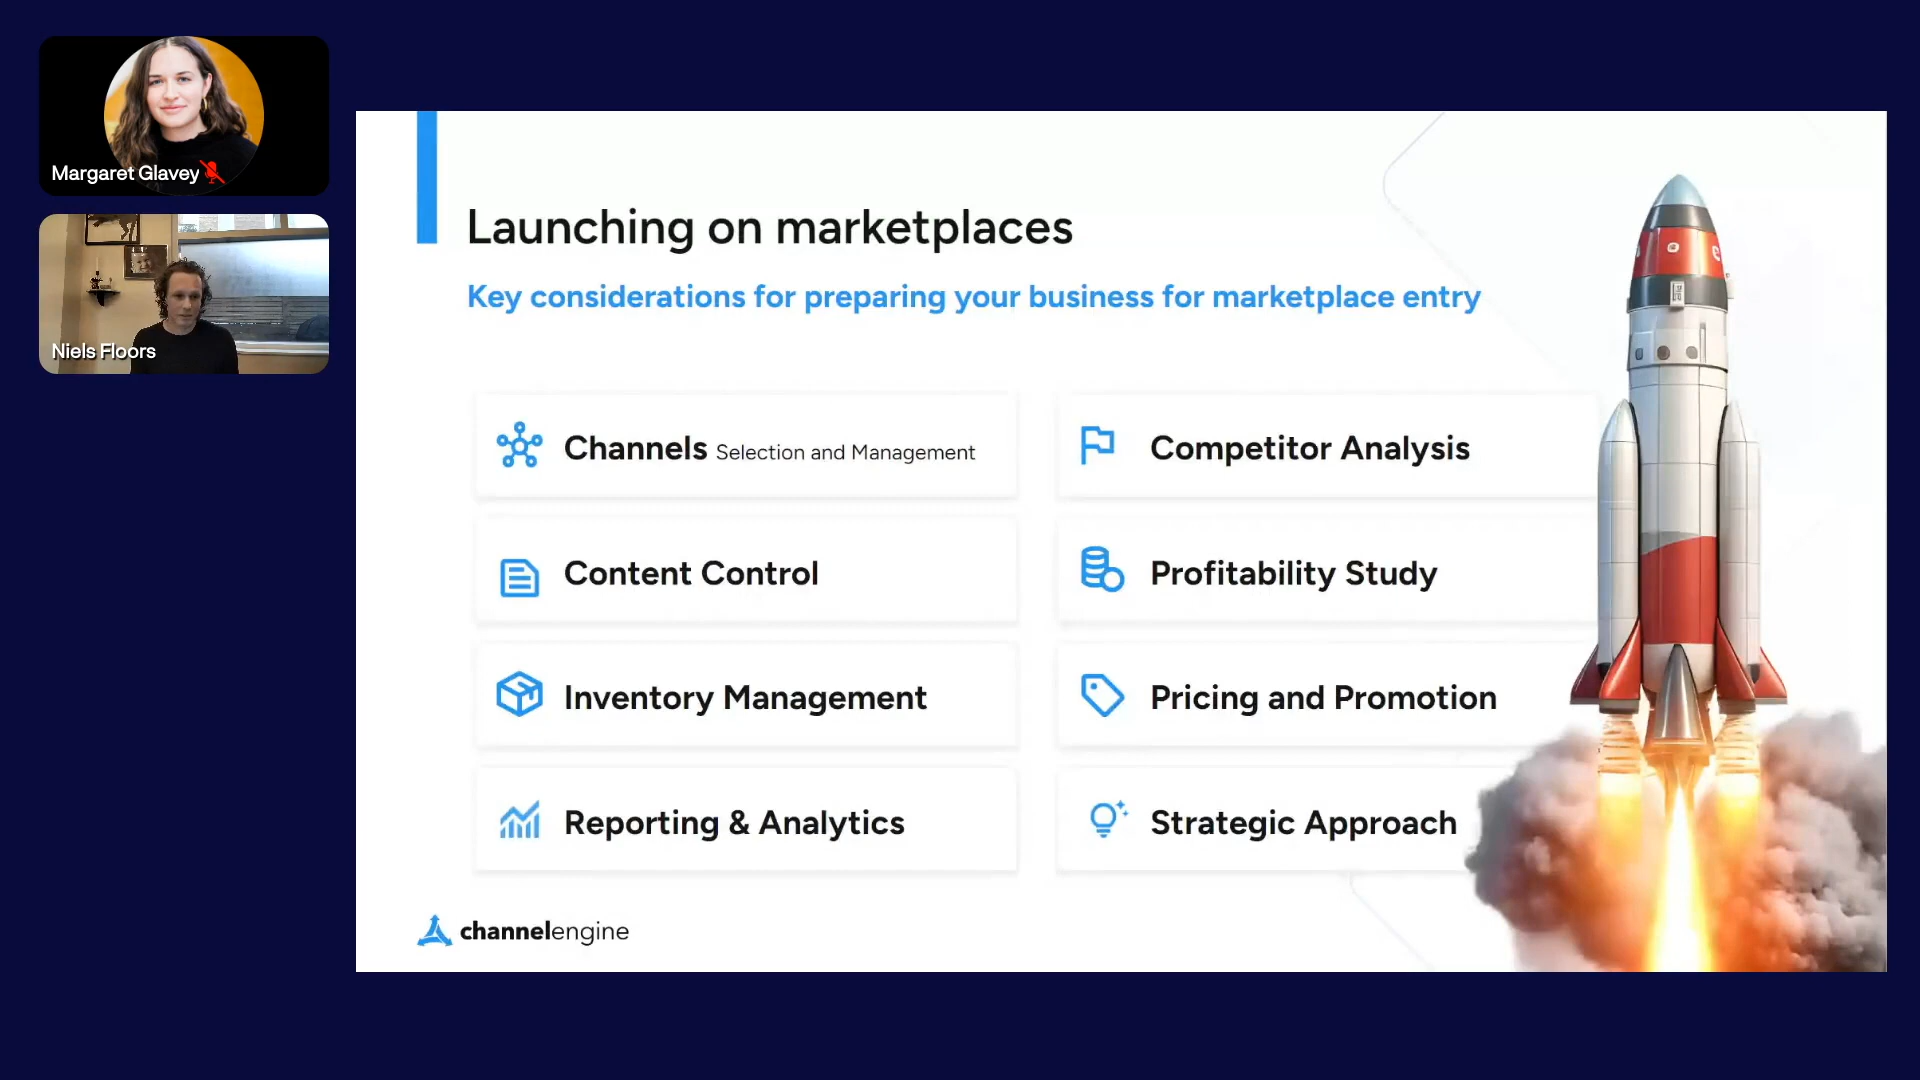 Margaret Glavey
Niels Floors
Launching on marketplaces
Key considerations for preparing your business for marketplace entry
Channels Selection and Management
Competitor Analysis
Content Control
Profitability Study
Inventory Management
Pricing and Promotion
Reporting & Analytics
Strategic Approach
channelengine